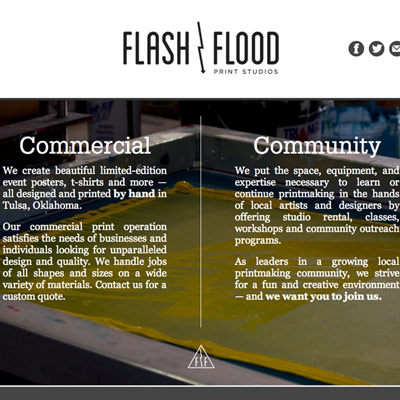 FLASH FLOOD
PRINT STUDIOS
Commercial
We create beautiful limited-edition
event posters, t-shirts and more —
all designed and printed by hand in
Tulsa, Oklahoma.
Our commercial print operation
satisfies the needs of businesses and
individuals looking for unparalleled
design and quality. We handle jobs
of all shapes and sizes on a wide
variety of materials. Contact us for a
custom quote.
Community
We put the space, equipment, and
expertise necessary to learn or
continue printmaking in the hands
of local artists and designers by
offering studio rental, classes,
workshops and community outreach
programs.
As leaders in a growing local
printmaking community, we strive
for a fun and creative environment
— and we want you to join us.
F F